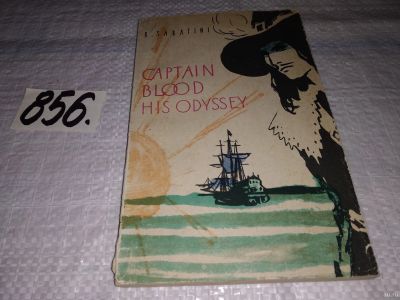 R. SABATINI
CAPTAIN
BLOOD
HIS ODYSSEY
856.